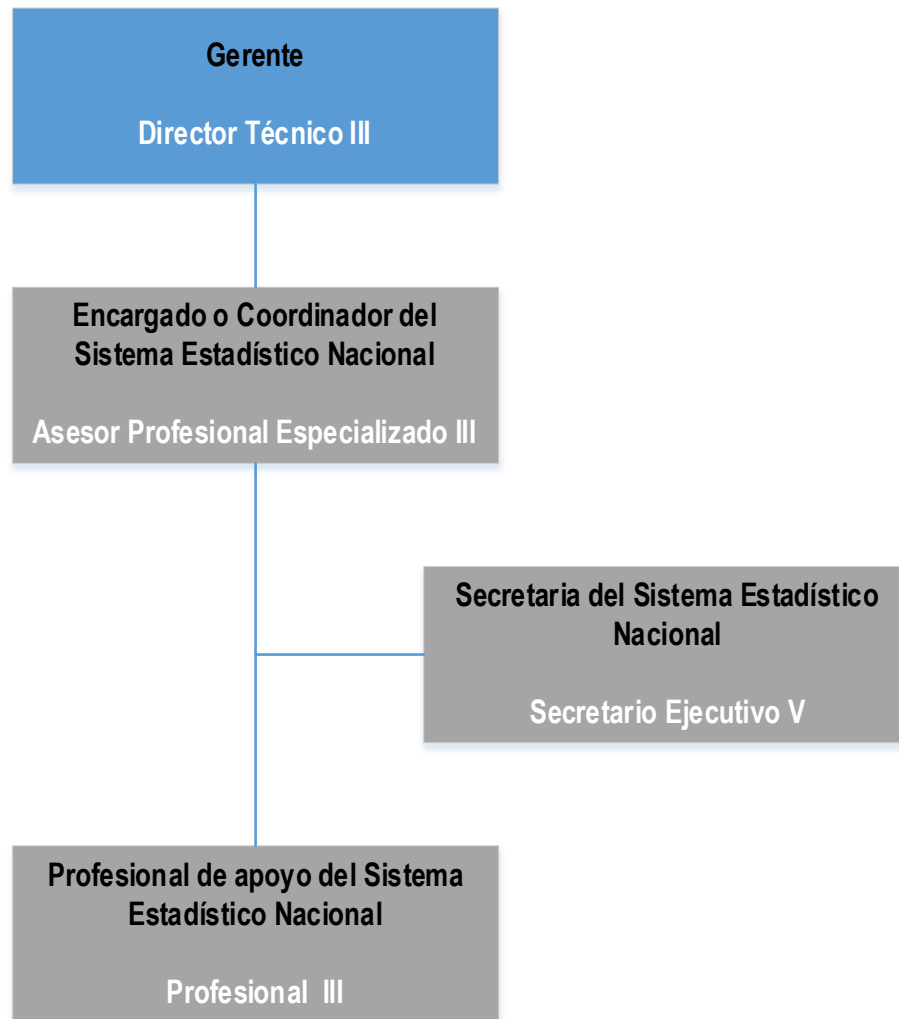 Gerente
Director Técnico III
Encargado o Coordinador del
Sistema Estadístico Nacional
Asesor Profesional Especializado III
Secretaria del Sistema Estadístico
Nacional
Secretario Ejecutivo V
Profesional de apoyo del Sistema
Estadístico Nacional
Profesional III